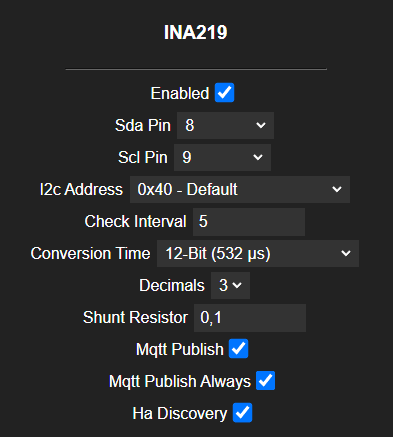 INA219
Enabled
Sda Pin 8
Scl Pin 9
I2c Address 0x40 - Default
Check Interval 5
Conversion Time 12-Bit (532 µs)
Decimals 3
Shunt Resistor 0,1
Mqtt Publish
Mqtt Publish Always
Ha Discovery